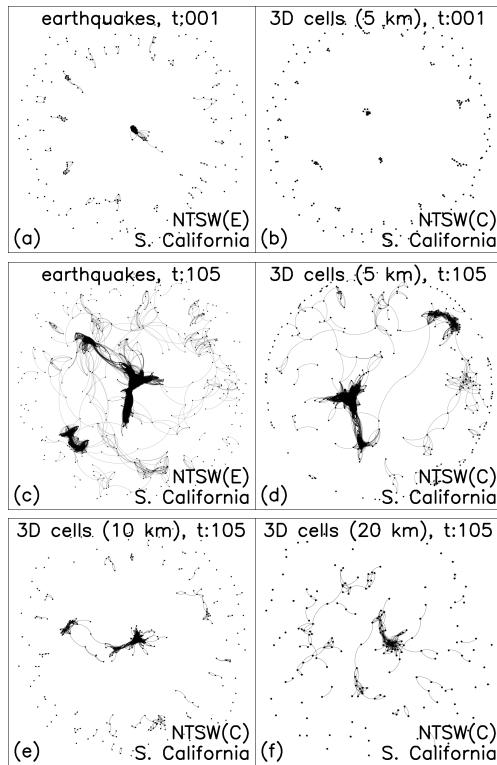 earthquakes, t:001
NTSW(E)
(a) S. California
3D cells (5 km), t:001
NTSW(C)
(b) S. California
earthquakes, t:105
NTSW(E)
(c) S. California
3D cells (5 km), t:105
NTSW(C)
(d) S. California
3D cells (10 km), t:105
NTSW(C)
(e) S. California
3D cells (20 km), t:105
NTSW(C)
(f) S. California